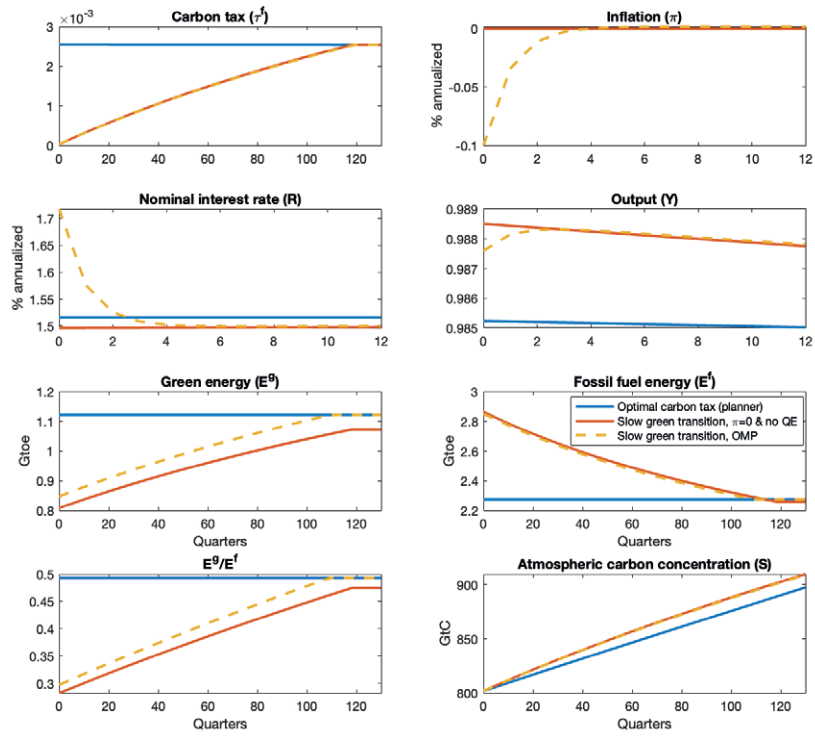 Carbon tax (τᶠ)
3 ×10⁻³
2
1
0
0 20 40 60 80 100 120
Inflation (π)
% annualized
0
-0.05
-0.1
0 2 4 6 8 10 12
Nominal interest rate (R)
% annualized
1.7
1.65
1.6
1.55
1.5
0 2 4 6 8 10 12
Output (Y)
0.989
0.988
0.987
0.986
0.985
0 2 4 6 8 10 12
Green energy (Eᵍ)
Gtoe
1.2
1.1
1
0.9
0.8
0 20 40 60 80 100 120
Quarters
Fossil fuel energy (Eᶠ)
Gtoe
3
2.8
2.6
2.4
2.2
Optimal carbon tax (planner)
Slow green transition, π=0 & no QE
Slow green transition, OMP
0 20 40 60 80 100 120
Quarters
Eᵍ/Eᶠ
0.5
0.45
0.4
0.35
0.3
0 20 40 60 80 100 120
Quarters
Atmospheric carbon concentration (S)
GtC
900
850
800
0 20 40 60 80 100 120
Quarters